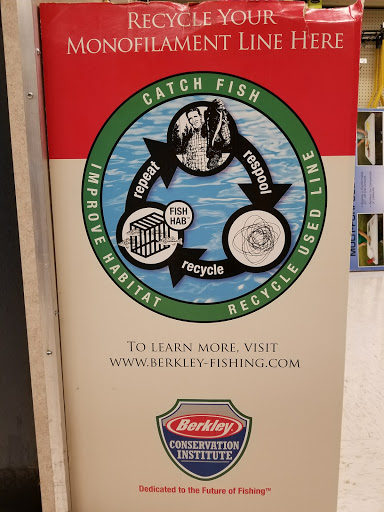 Recycle Your
Monofilament Line Here
CATCH FISH
IMPROVE HABITAT
RECYCLE USED LINE
repeat
respool
recycle
FISH
HAB™
To learn more, visit
www.berkley-fishing.com
Berkley
CONSERVATION
INSTITUTE
Dedicated to the Future of Fishing™